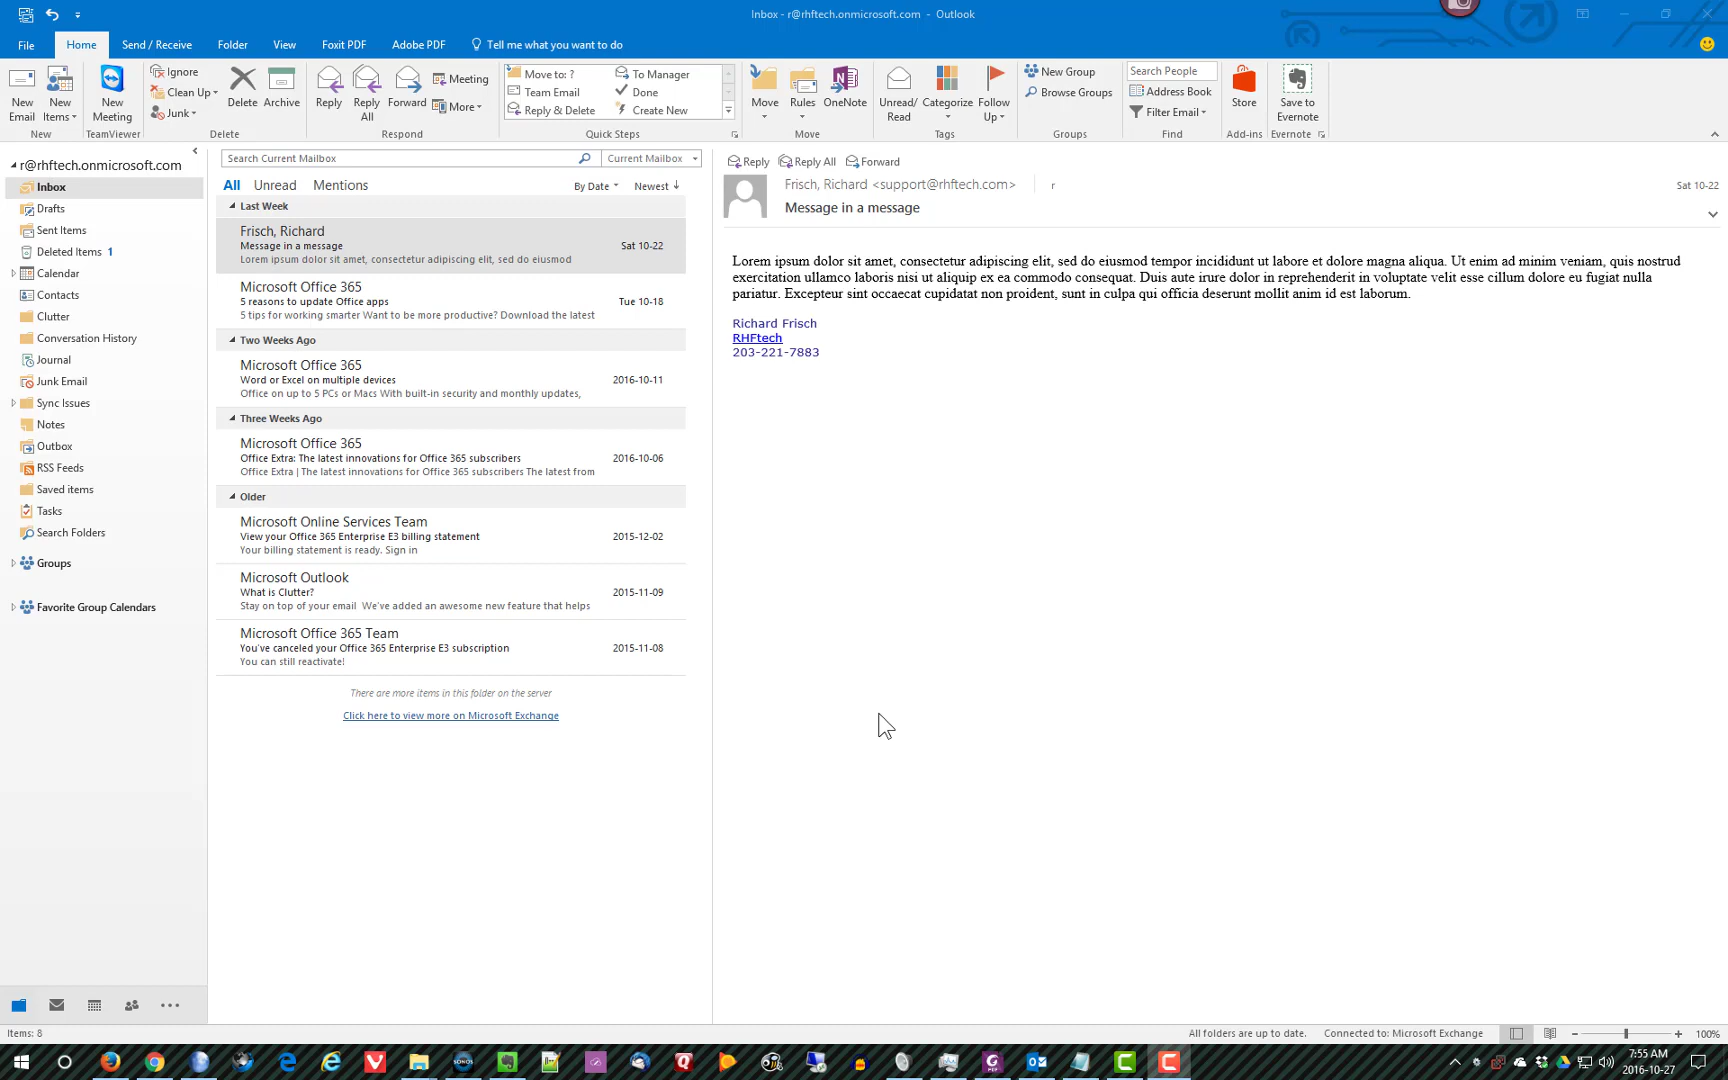 Inbox - r@rhftech.onmicrosoft.com - Outlook
File Home Send / Receive Folder View Foxit PDF Adobe PDF Tell me what you want to do
New Email
New Items
New
New Meeting
TeamViewer
Ignore
Clean Up
Junk
Delete
Archive
Delete
Reply
Reply All
Forward
Meeting
More
Respond
Move to: ?
Team Email
Reply & Delete
To Manager
Done
Create New
Quick Steps
Move
Rules
OneNote
Move
Unread/ Read
Categorize
Follow Up
Tags
New Group
Browse Groups
Groups
Search People
Address Book
Filter Email
Find
Store
Add-ins
Save to Evernote
Evernote
r@rhftech.onmicrosoft.com
Inbox
Drafts
Sent Items
Deleted Items 1
Calendar
Contacts
Clutter
Conversation History
Journal
Junk Email
Sync Issues
Notes
Outbox
RSS Feeds
Saved items
Tasks
Search Folders
Groups
Favorite Group Calendars
Search Current Mailbox
Current Mailbox
All Unread Mentions
By Date Newest
Last Week
Frisch, Richard
Message in a message Sat 10-22
Lorem ipsum dolor sit amet, consectetur adipiscing elit, sed do eiusmod
Microsoft Office 365
5 reasons to update Office apps Tue 10-18
5 tips for working smarter Want to be more productive? Download the latest
Two Weeks Ago
Microsoft Office 365
Word or Excel on multiple devices 2016-10-11
Office on up to 5 PCs or Macs With built-in security and monthly updates,
Three Weeks Ago
Microsoft Office 365
Office Extra: The latest innovations for Office 365 subscribers 2016-10-06
Office Extra | The latest innovations for Office 365 subscribers The latest from
Older
Microsoft Online Services Team
View your Office 365 Enterprise E3 billing statement 2015-12-02
Your billing statement is ready. Sign in
Microsoft Outlook
What is Clutter? 2015-11-09
Stay on top of your email We've added an awesome new feature that helps
Microsoft Office 365 Team
You've canceled your Office 365 Enterprise E3 subscription 2015-11-08
You can still reactivate!
There are more items in this folder on the server
Click here to view more on Microsoft Exchange
Reply Reply All Forward
Frisch, Richard <support@rhftech.com> r Sat 10-22
Message in a message
Lorem ipsum dolor sit amet, consectetur adipiscing elit, sed do eiusmod tempor incididunt ut labore et dolore magna aliqua. Ut enim ad minim veniam, quis nostrud
exercitation ullamco laboris nisi ut aliquip ex ea commodo consequat. Duis aute irure dolor in reprehenderit in voluptate velit esse cillum dolore eu fugiat nulla
pariatur. Excepteur sint occaecat cupidatat non proident, sunt in culpa qui officia deserunt mollit anim id est laborum.
Richard Frisch
RHFtech
203-221-7883
Items: 8
All folders are up to date. Connected to: Microsoft Exchange 100%
7:55 AM
2016-10-27